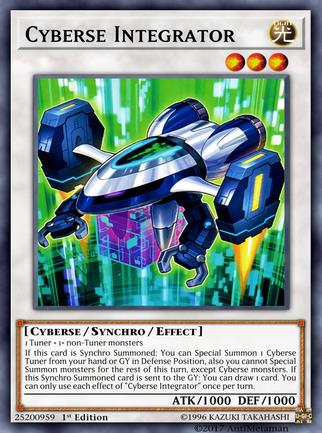 Cyberse Integrator
LIGHT
光
[Cyberse / Synchro / Effect]
1 Tuner + 1+ non-Tuner monsters
If this card is Synchro Summoned: You can Special Summon 1 Cyberse
Tuner from your hand or GY in Defense Position, also you cannot Special
Summon monsters for the rest of this turn, except Cyberse monsters. If
this Synchro Summoned card is sent to the GY: You can draw 1 card. You
can only use each effect of "Cyberse Integrator" once per turn.
ATK/1000 DEF/1000
25200959 1st Edition ©1996 KAZUKI TAKAHASHI
©2017 AntiMetaman